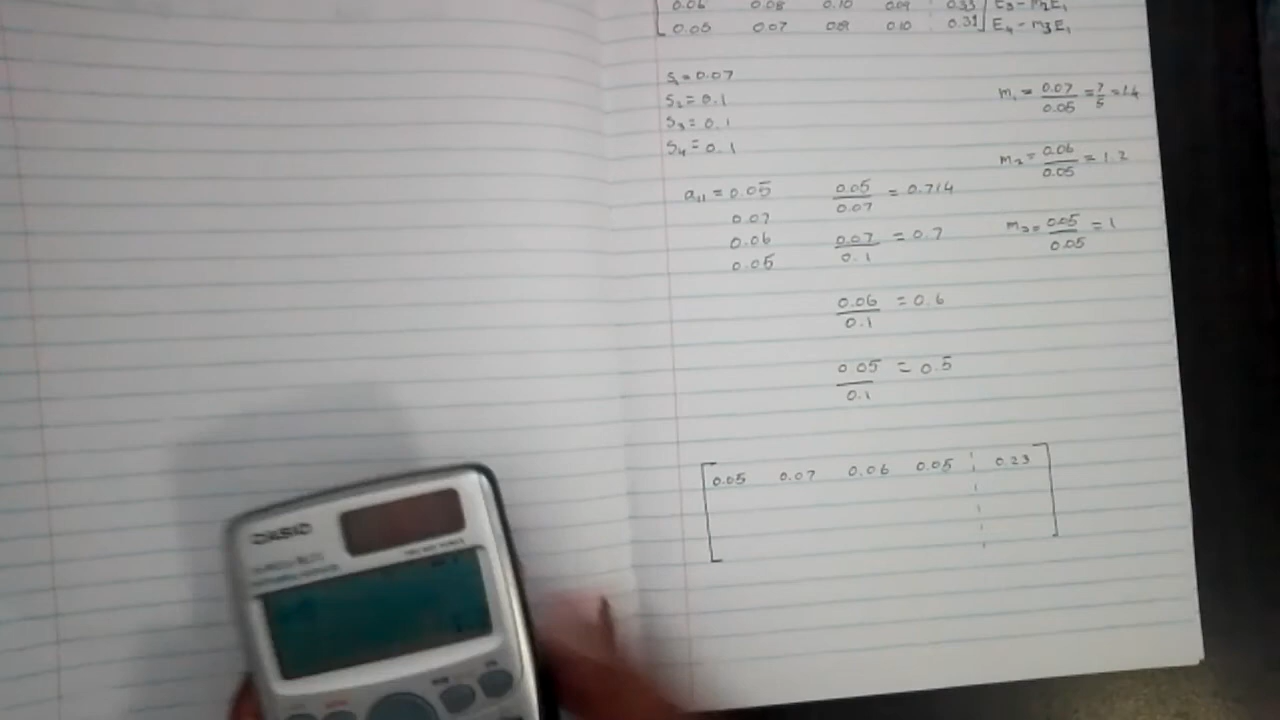 0.06 0.08 0.10 0.09 0.33 E3 - m2E1
0.05 0.07 0.09 0.10 0.31 E4 - m3E1
S1 = 0.07
S2 = 0.1
S3 = 0.1
S4 = 0.1
m1 = 0.07/0.05 = 7/5 = 1.4
m2 = 0.06/0.05 = 1.2
m3 = 0.05/0.05 = 1
a11 = 0.05
0.07
0.06
0.05
0.05/0.07 = 0.714
0.07/0.1 = 0.7
0.06/0.1 = 0.6
0.05/0.1 = 0.5
0.05 0.07 0.06 0.05 0.23
CASIO